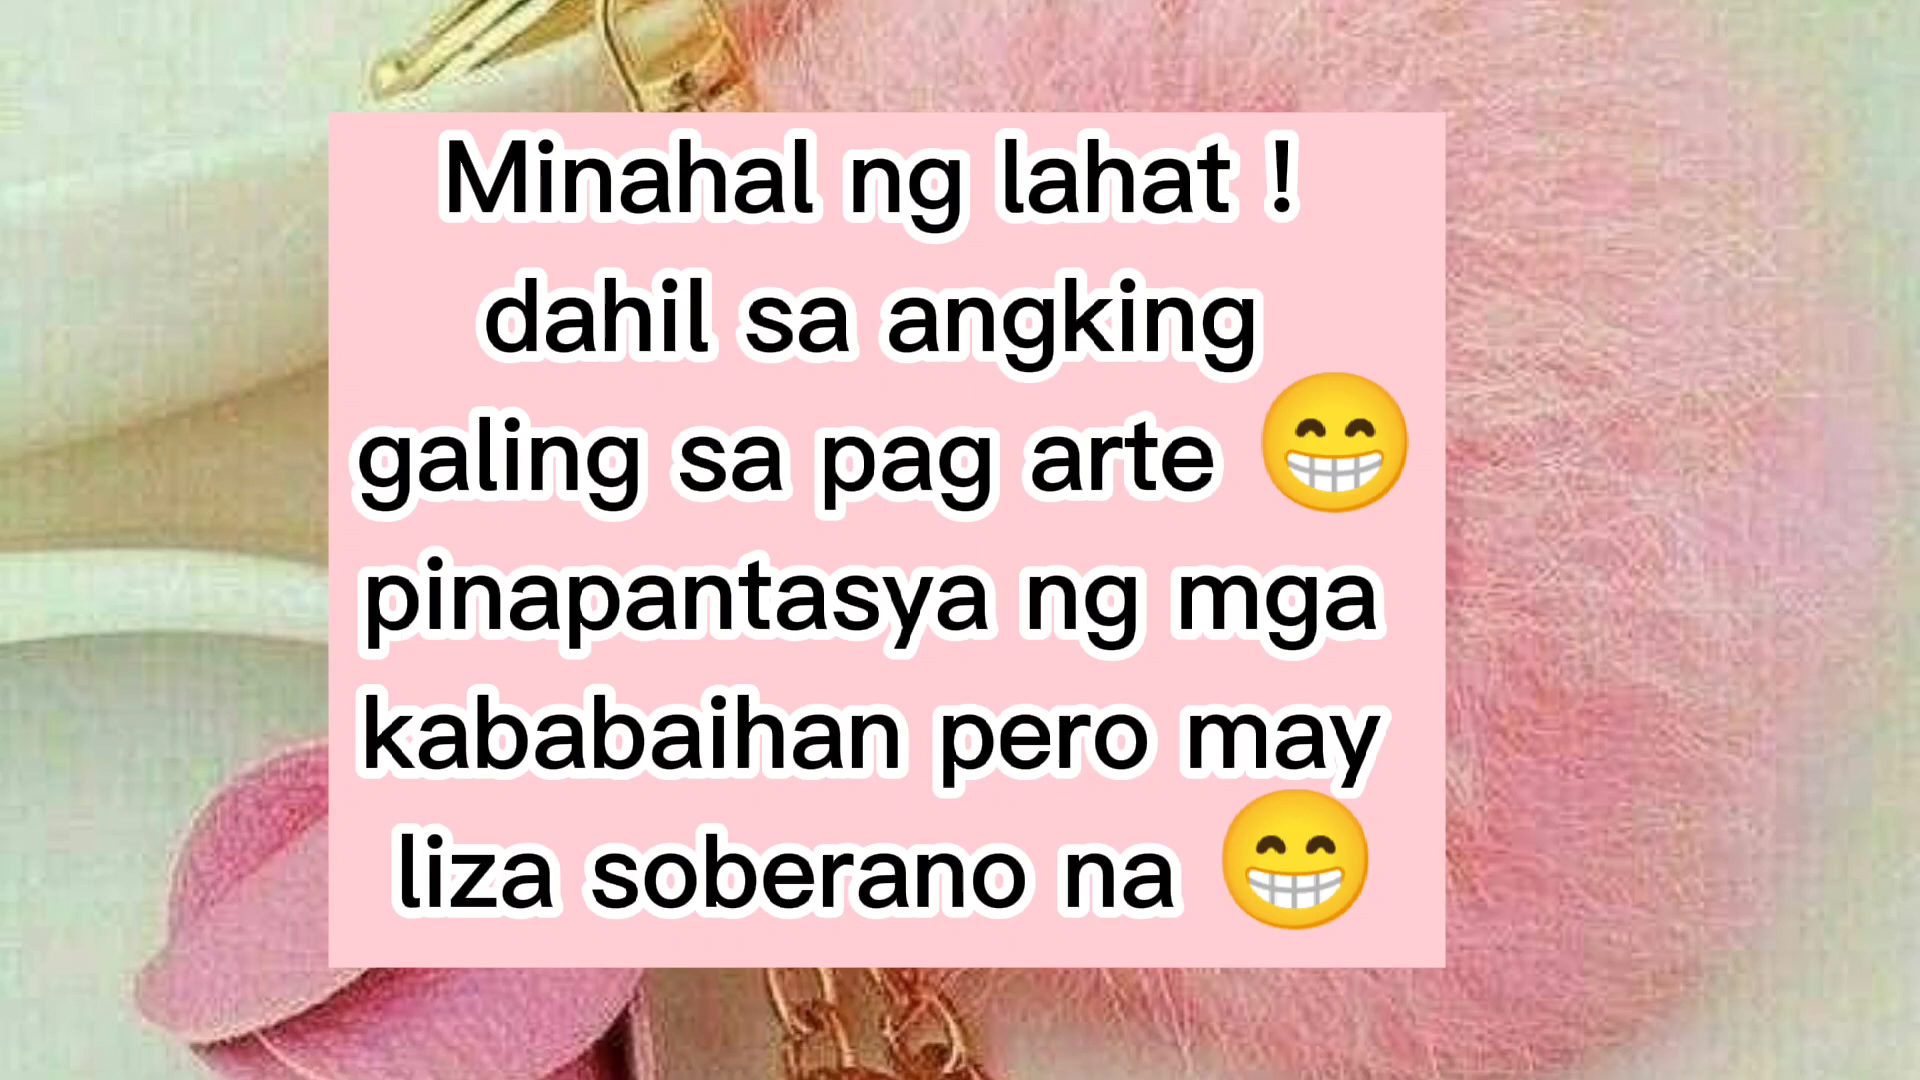 Minahal ng lahat !
dahil sa angking
galing sa pag arte 😁
pinapantasya ng mga
kababaihan pero may
liza soberano na 😁